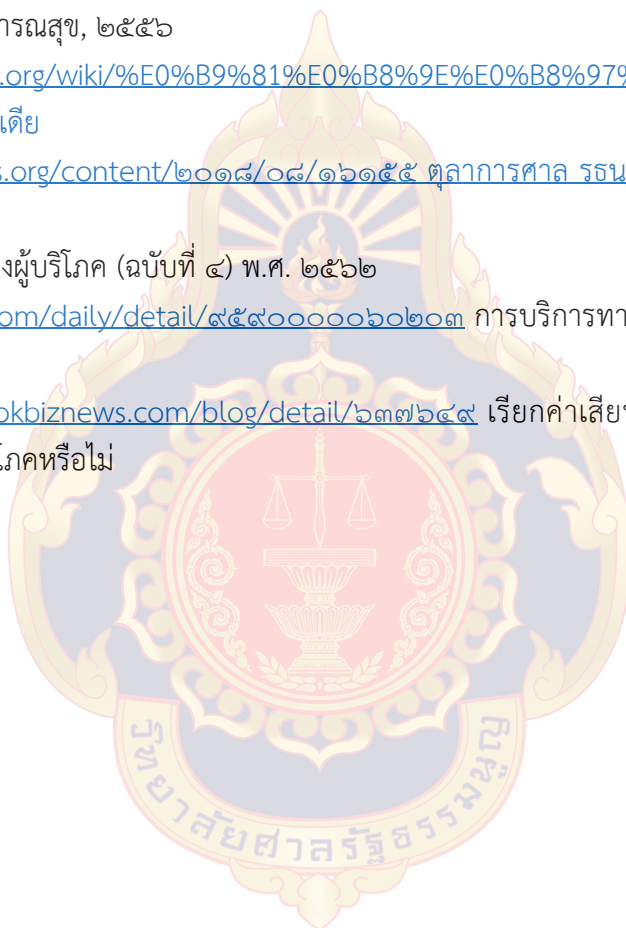 ารณสุข, ๒๕๕๖
.org/wiki/%E0%B9%81%E0%B8%9E%E0%B8%97%
เดีย
s.org/content/๒๐๑๘/๐๘/๑๖๑๕๕ ตุลาการศาล รธน
งผู้บริโภค (ฉบับที่ ๔) พ.ศ. ๒๕๖๒
om/daily/detail/๙๕๙๐๐๐๐๐๖๐๒๐๓ การบริการทา
okbiznews.com/blog/detail/๖๓๗๖๔๙ เรียกค่าเสีย
โภคหรือไม่
วิทยาลัยศาลรัฐธรรมนูญ